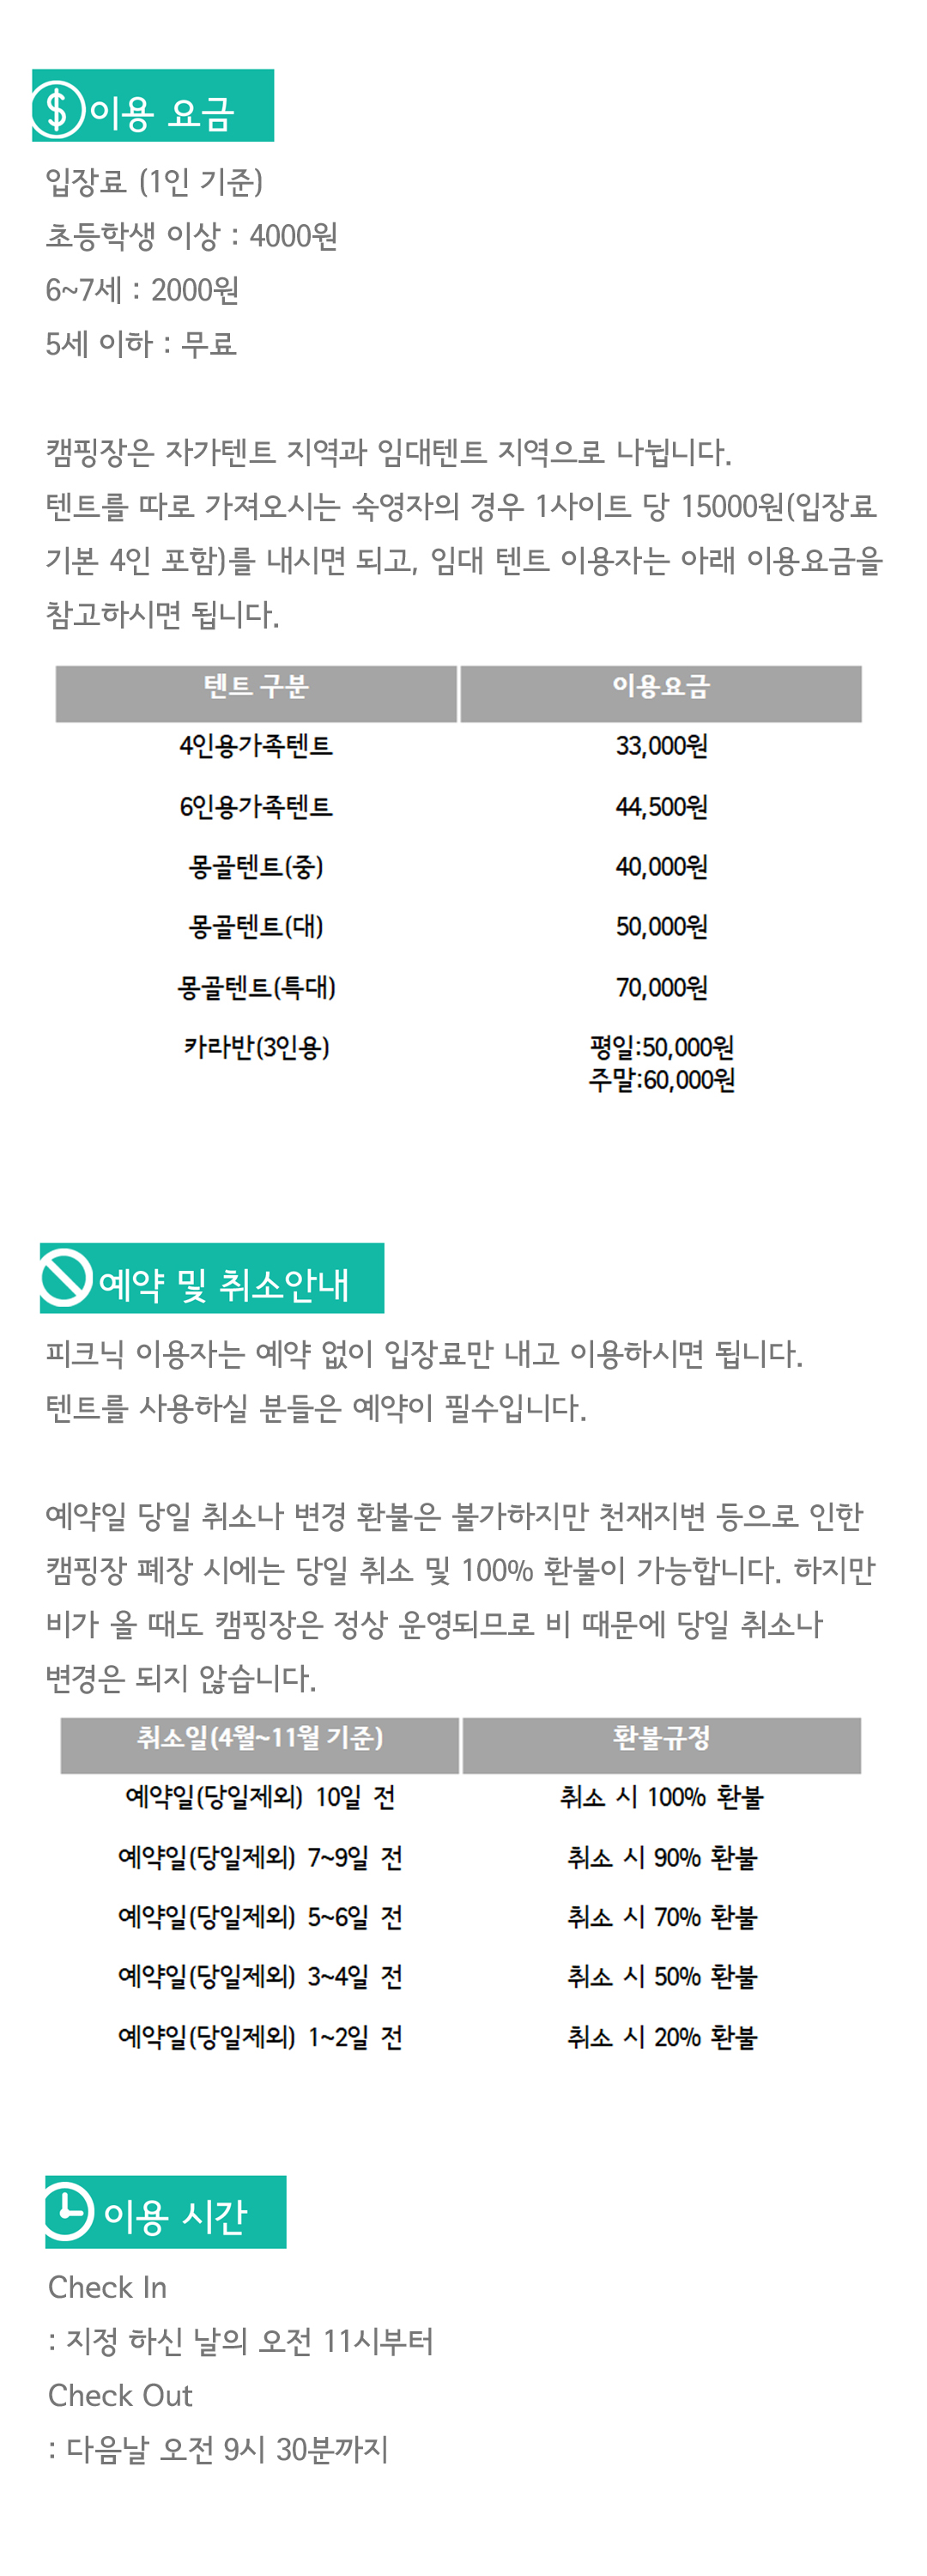 이용 요금
입장료 (1인 기준)
초등학생 이상 : 4000원
6~7세 : 2000원
5세 이하 : 무료
캠핑장은 자가텐트 지역과 임대텐트 지역으로 나뉩니다.
텐트를 따로 가져오시는 숙영자의 경우 1사이트 당 15000원(입장료
기본 4인 포함)를 내시면 되고, 임대 텐트 이용자는 아래 이용요금을
참고하시면 됩니다.
텐트 구분 이용요금
4인용가족텐트 33,000원
6인용가족텐트 44,500원
몽골텐트(중) 40,000원
몽골텐트(대) 50,000원
몽골텐트(특대) 70,000원
카라반(3인용) 평일:50,000원
주말:60,000원
예약 및 취소안내
피크닉 이용자는 예약 없이 입장료만 내고 이용하시면 됩니다.
텐트를 사용하실 분들은 예약이 필수입니다.
예약일 당일 취소나 변경 환불은 불가하지만 천재지변 등으로 인한
캠핑장 폐장 시에는 당일 취소 및 100% 환불이 가능합니다. 하지만
비가 올 때도 캠핑장은 정상 운영되므로 비 때문에 당일 취소나
변경은 되지 않습니다.
취소일(4월~11월 기준) 환불규정
예약일(당일제외) 10일 전 취소 시 100% 환불
예약일(당일제외) 7~9일 전 취소 시 90% 환불
예약일(당일제외) 5~6일 전 취소 시 70% 환불
예약일(당일제외) 3~4일 전 취소 시 50% 환불
예약일(당일제외) 1~2일 전 취소 시 20% 환불
이용 시간
Check In
: 지정 하신 날의 오전 11시부터
Check Out
: 다음날 오전 9시 30분까지